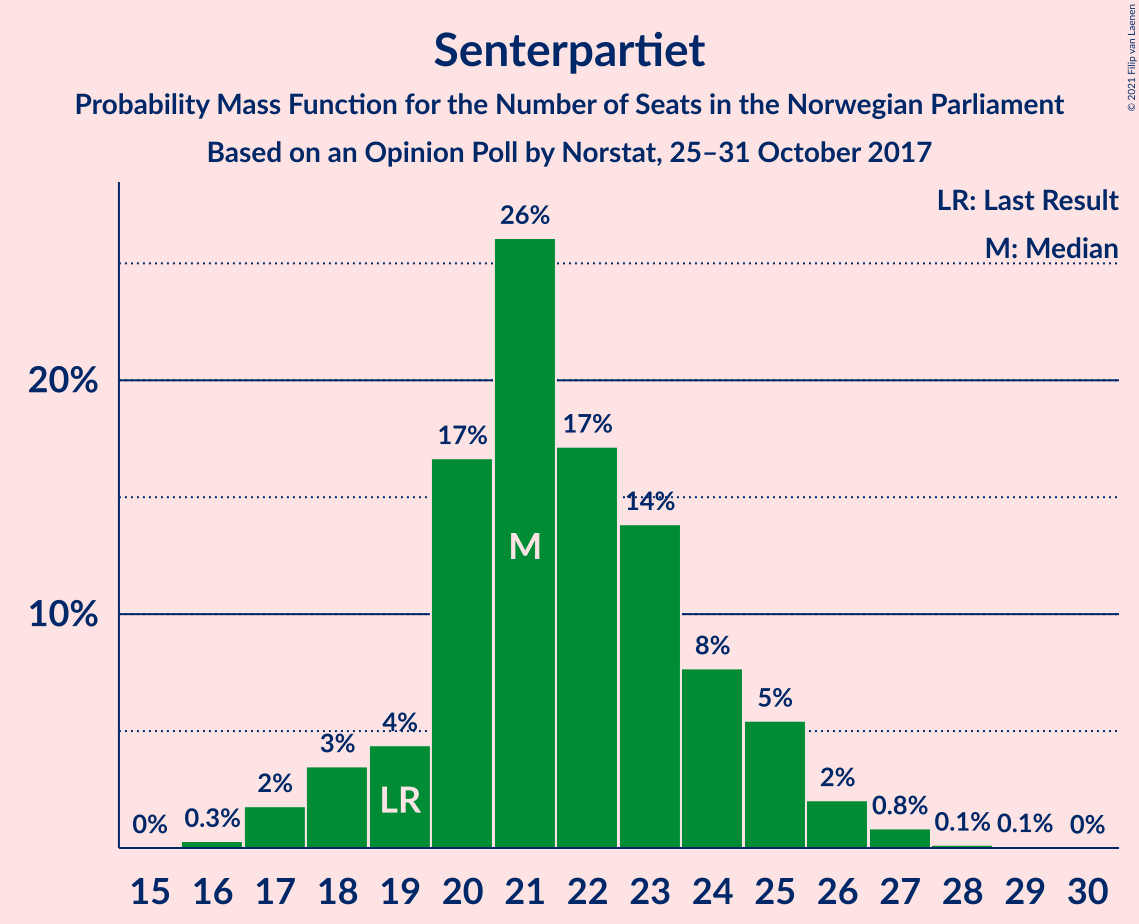 Senterpartiet
Probability Mass Function for the Number of Seats in the Norwegian Parliament
Based on an Opinion Poll by Norstat, 25–31 October 2017
© 2021 Filip van Laenen
LR: Last Result
M: Median
20%
10%
0%
0.3%
2%
3%
4%
17%
26%
17%
14%
8%
5%
2%
0.8%
0.1%
0.1%
0%
LR
M
15 16 17 18 19 20 21 22 23 24 25 26 27 28 29 30